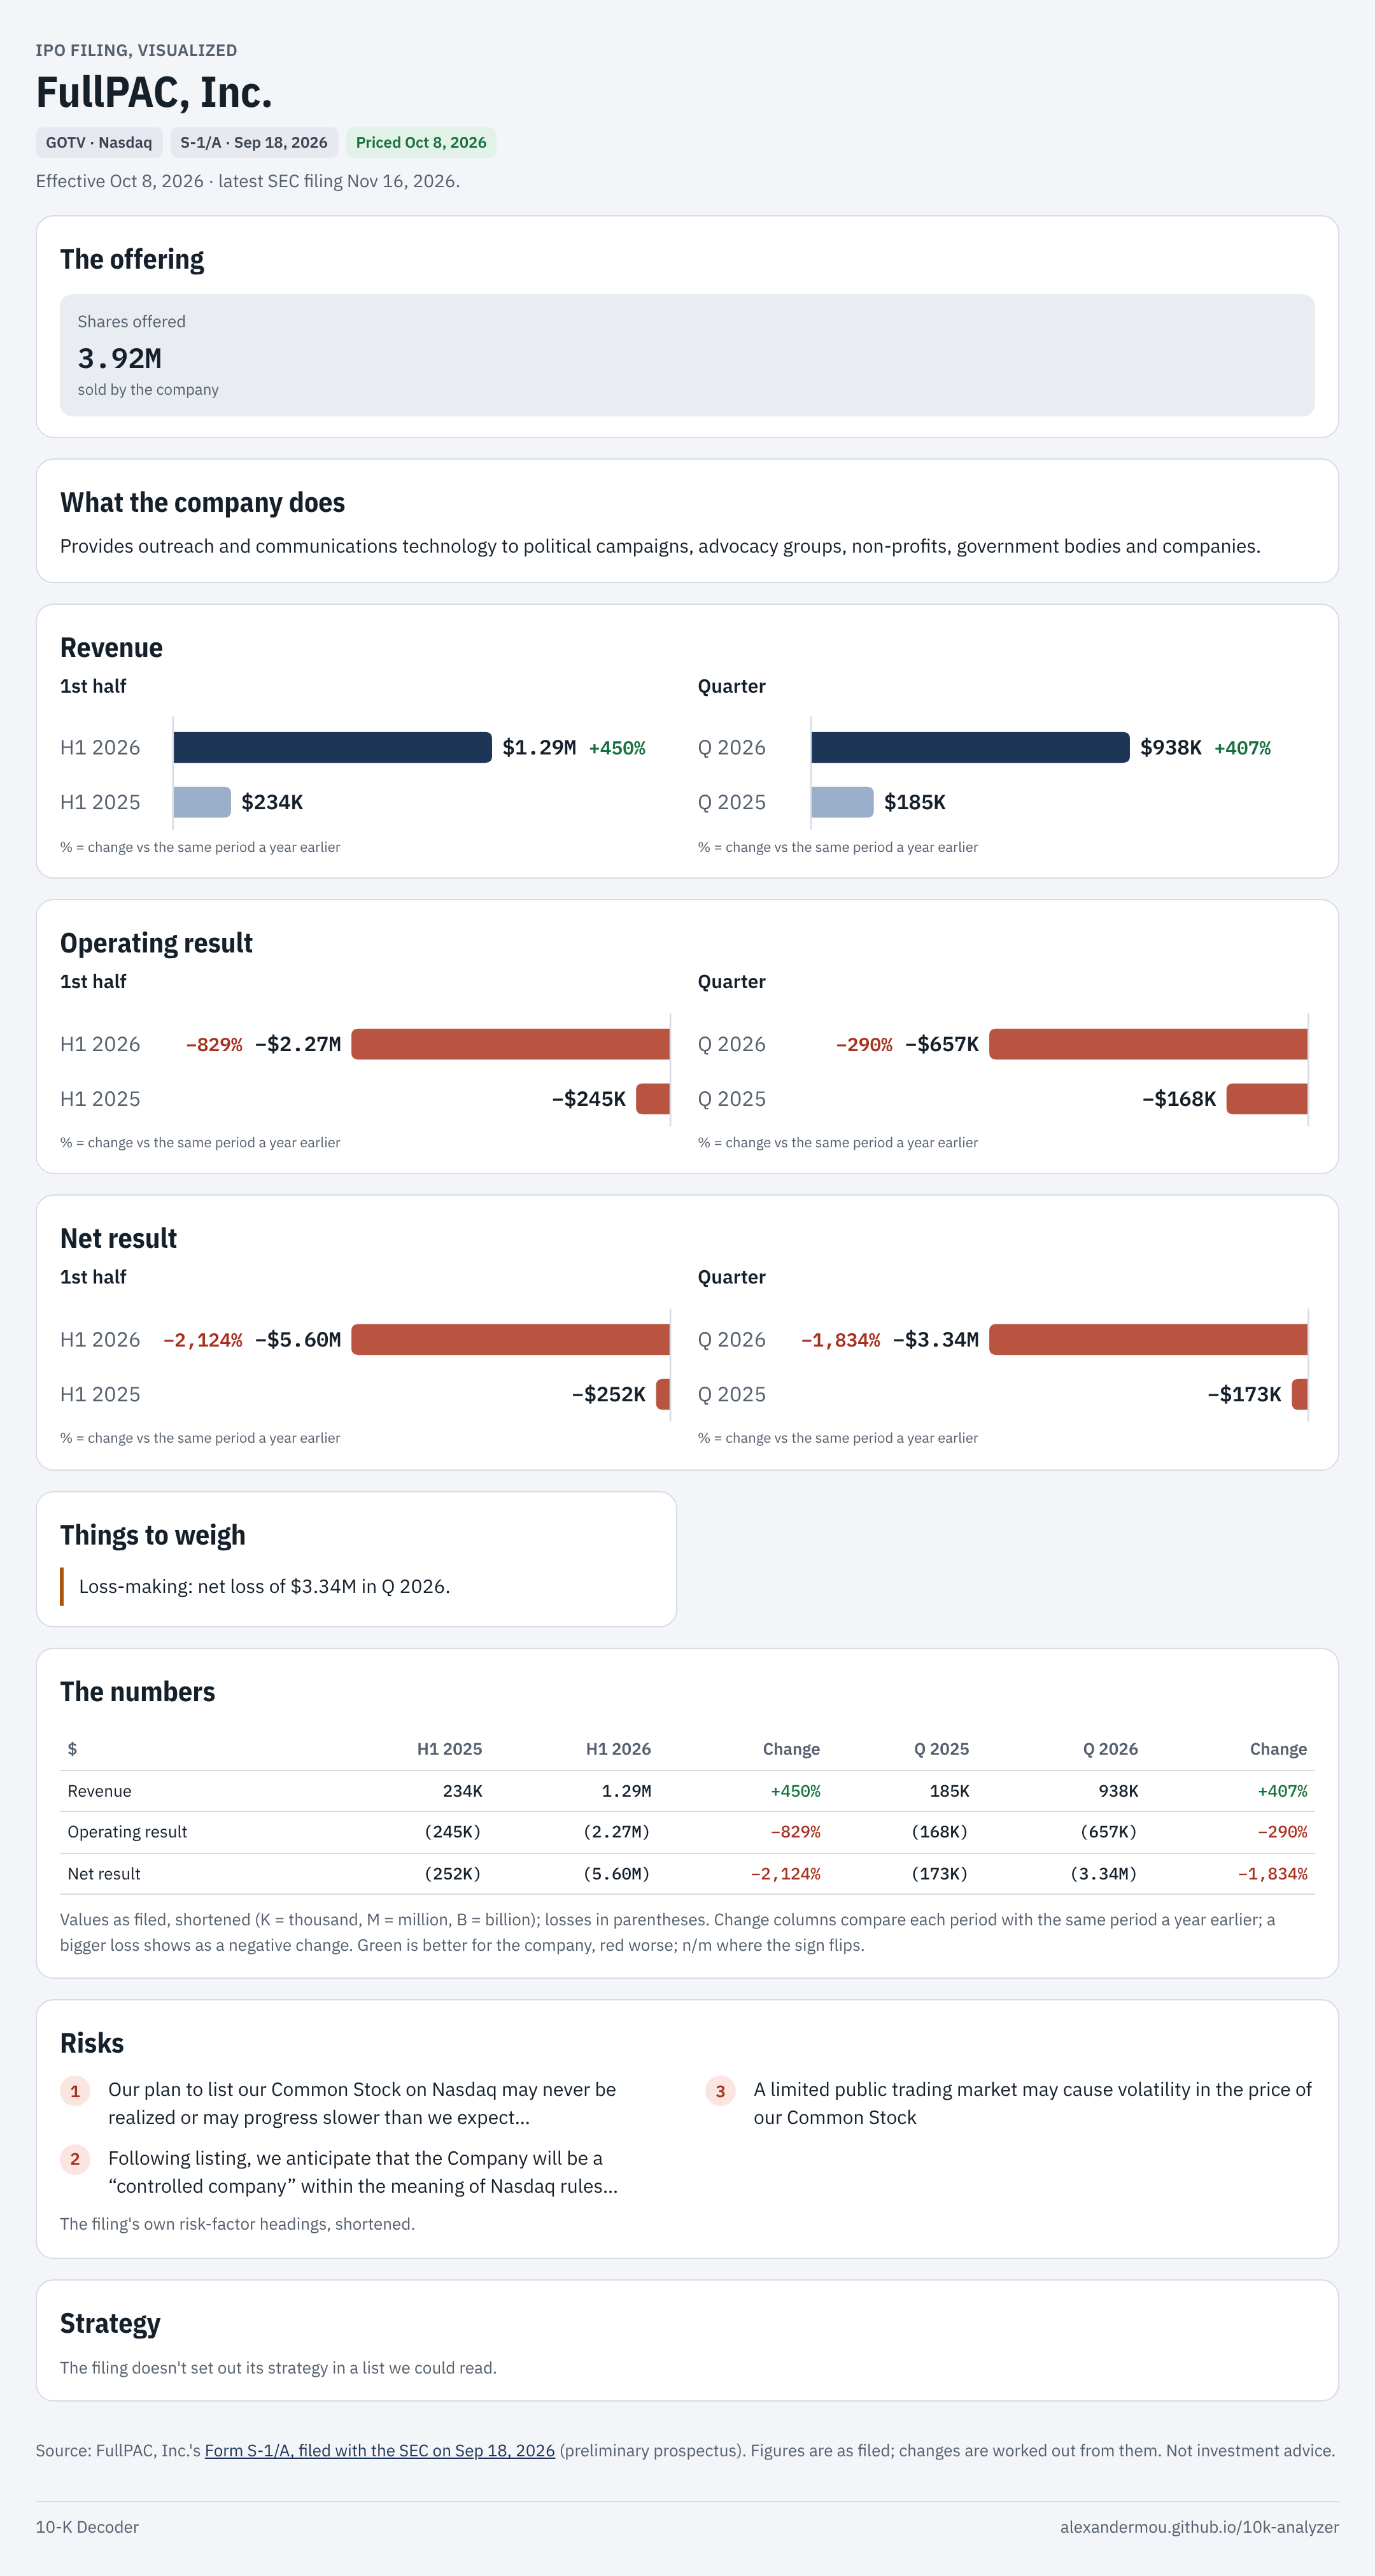 IPO FILING, VISUALIZED
FullPAC, Inc.
GOTV · Nasdaq S-1/A · Sep 18, 2026 Priced Oct 8, 2026
Effective Oct 8, 2026 · latest SEC filing Nov 16, 2026.
The offering
Shares offered
3.92M
sold by the company
What the company does
Provides outreach and communications technology to political campaigns, advocacy groups, non-profits, government bodies and companies.
Revenue
1st half
H1 2026 $1.29M +450%
H1 2025 $234K
% = change vs the same period a year earlier
Quarter
Q 2026 $938K +407%
Q 2025 $185K
% = change vs the same period a year earlier
Operating result
1st half
H1 2026 −829% −$2.27M
H1 2025 −$245K
% = change vs the same period a year earlier
Quarter
Q 2026 −290% −$657K
Q 2025 −$168K
% = change vs the same period a year earlier
Net result
1st half
H1 2026 −2,124% −$5.60M
H1 2025 −$252K
% = change vs the same period a year earlier
Quarter
Q 2026 −1,834% −$3.34M
Q 2025 −$173K
% = change vs the same period a year earlier
Things to weigh
Loss-making: net loss of $3.34M in Q 2026.
The numbers
$ H1 2025 H1 2026 Change Q 2025 Q 2026 Change
Revenue 234K 1.29M +450% 185K 938K +407%
Operating result (245K) (2.27M) −829% (168K) (657K) −290%
Net result (252K) (5.60M) −2,124% (173K) (3.34M) −1,834%
Values as filed, shortened (K = thousand, M = million, B = billion); losses in parentheses. Change columns compare each period with the same period a year earlier; a
bigger loss shows as a negative change. Green is better for the company, red worse; n/m where the sign flips.
Risks
1 Our plan to list our Common Stock on Nasdaq may never be
realized or may progress slower than we expect…
2 Following listing, we anticipate that the Company will be a
“controlled company” within the meaning of Nasdaq rules…
3 A limited public trading market may cause volatility in the price of
our Common Stock
The filing's own risk-factor headings, shortened.
Strategy
The filing doesn't set out its strategy in a list we could read.
Source: FullPAC, Inc.'s Form S-1/A, filed with the SEC on Sep 18, 2026 (preliminary prospectus). Figures are as filed; changes are worked out from them. Not investment advice.
10-K Decoder alexandermou.github.io/10k-analyzer